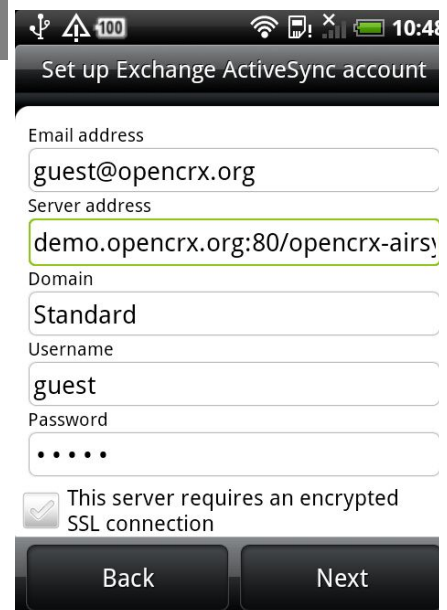 100
10:48
Set up Exchange ActiveSync account
Email address
guest@opencrx.org
Server address
demo.opencrx.org:80/opencrx-airsy
Domain
Standard
Username
guest
Password
•••••
This server requires an encrypted
SSL connection
Back
Next